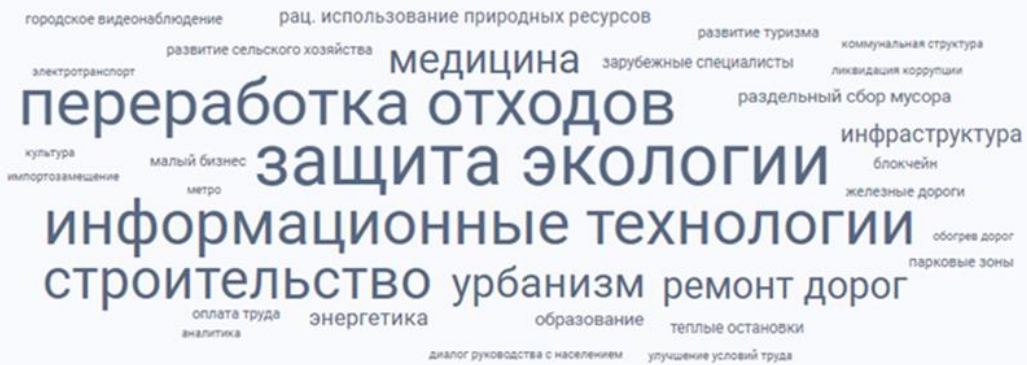 городское видеонаблюдение
рац. использование природных ресурсов
развитие туризма
коммунальная структура
развитие сельского хозяйства
медицина
зарубежные специалисты
ликвидация коррупции
электротранспорт
переработка отходов
раздельный сбор мусора
инфраструктура
культура
малый бизнес
защита экологии
блокчейн
импортозамещение
метро
железные дороги
информационные технологии
обогрев дорог
парковые зоны
строительство
урбанизм
ремонт дорог
оплата труда
энергетика
образование
теплые остановки
аналитика
диалог руководства с населением
улучшение условий труда